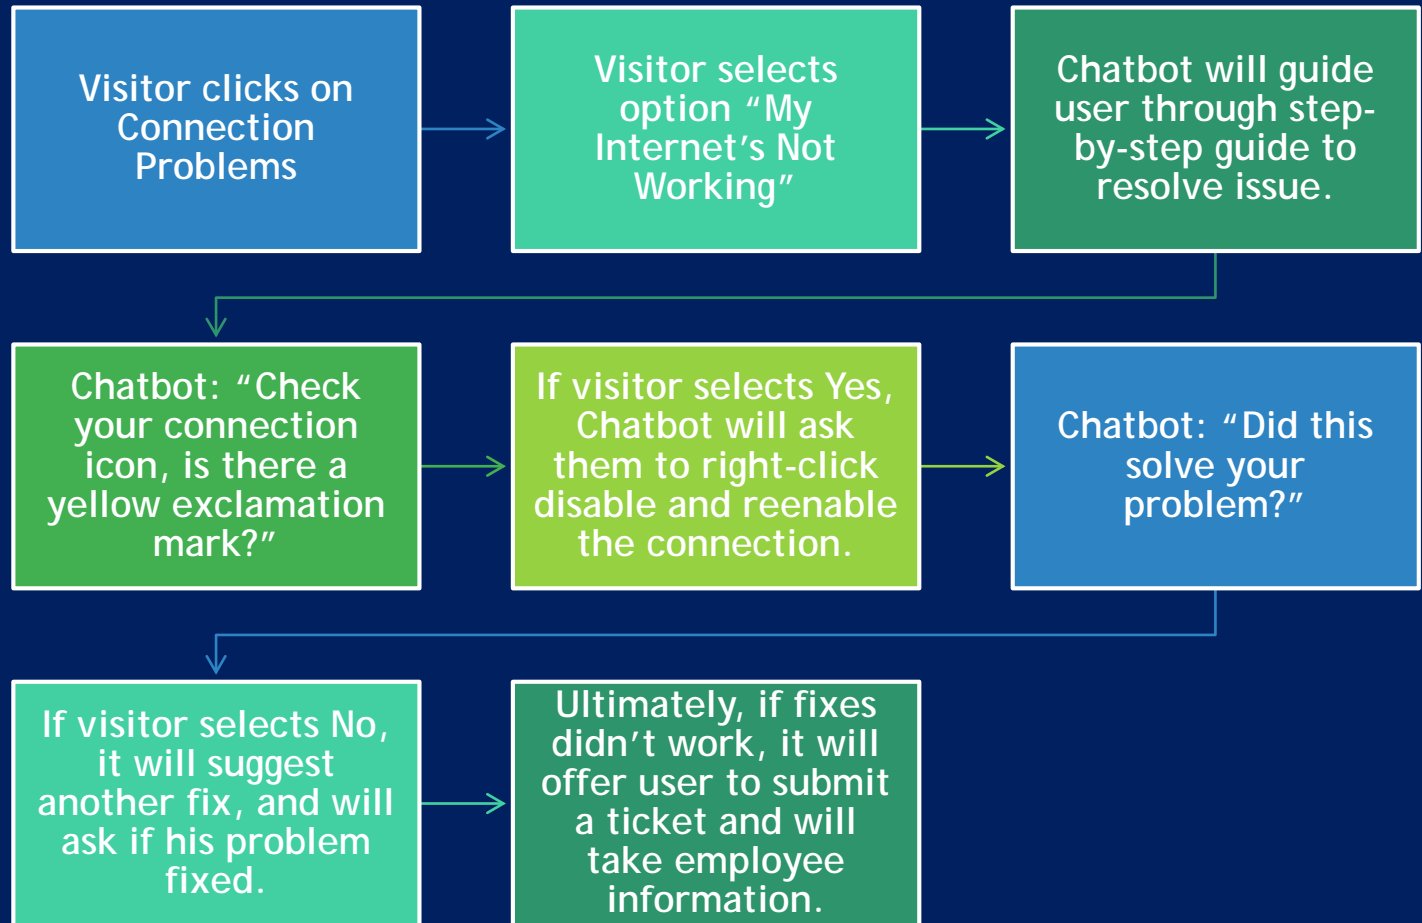 Visitor clicks on
Connection
Problems
Visitor selects
option “My
Internet’s Not
Working”
Chatbot will guide
user through step-
by-step guide to
resolve issue.
Chatbot: “Check
your connection
icon, is there a
yellow exclamation
mark?”
If visitor selects Yes,
Chatbot will ask
them to right-click
disable and reenable
the connection.
Chatbot: “Did this
solve your
problem?”
If visitor selects No,
it will suggest
another fix, and will
ask if his problem
fixed.
Ultimately, if fixes
didn’t work, it will
offer user to submit
a ticket and will
take employee
information.